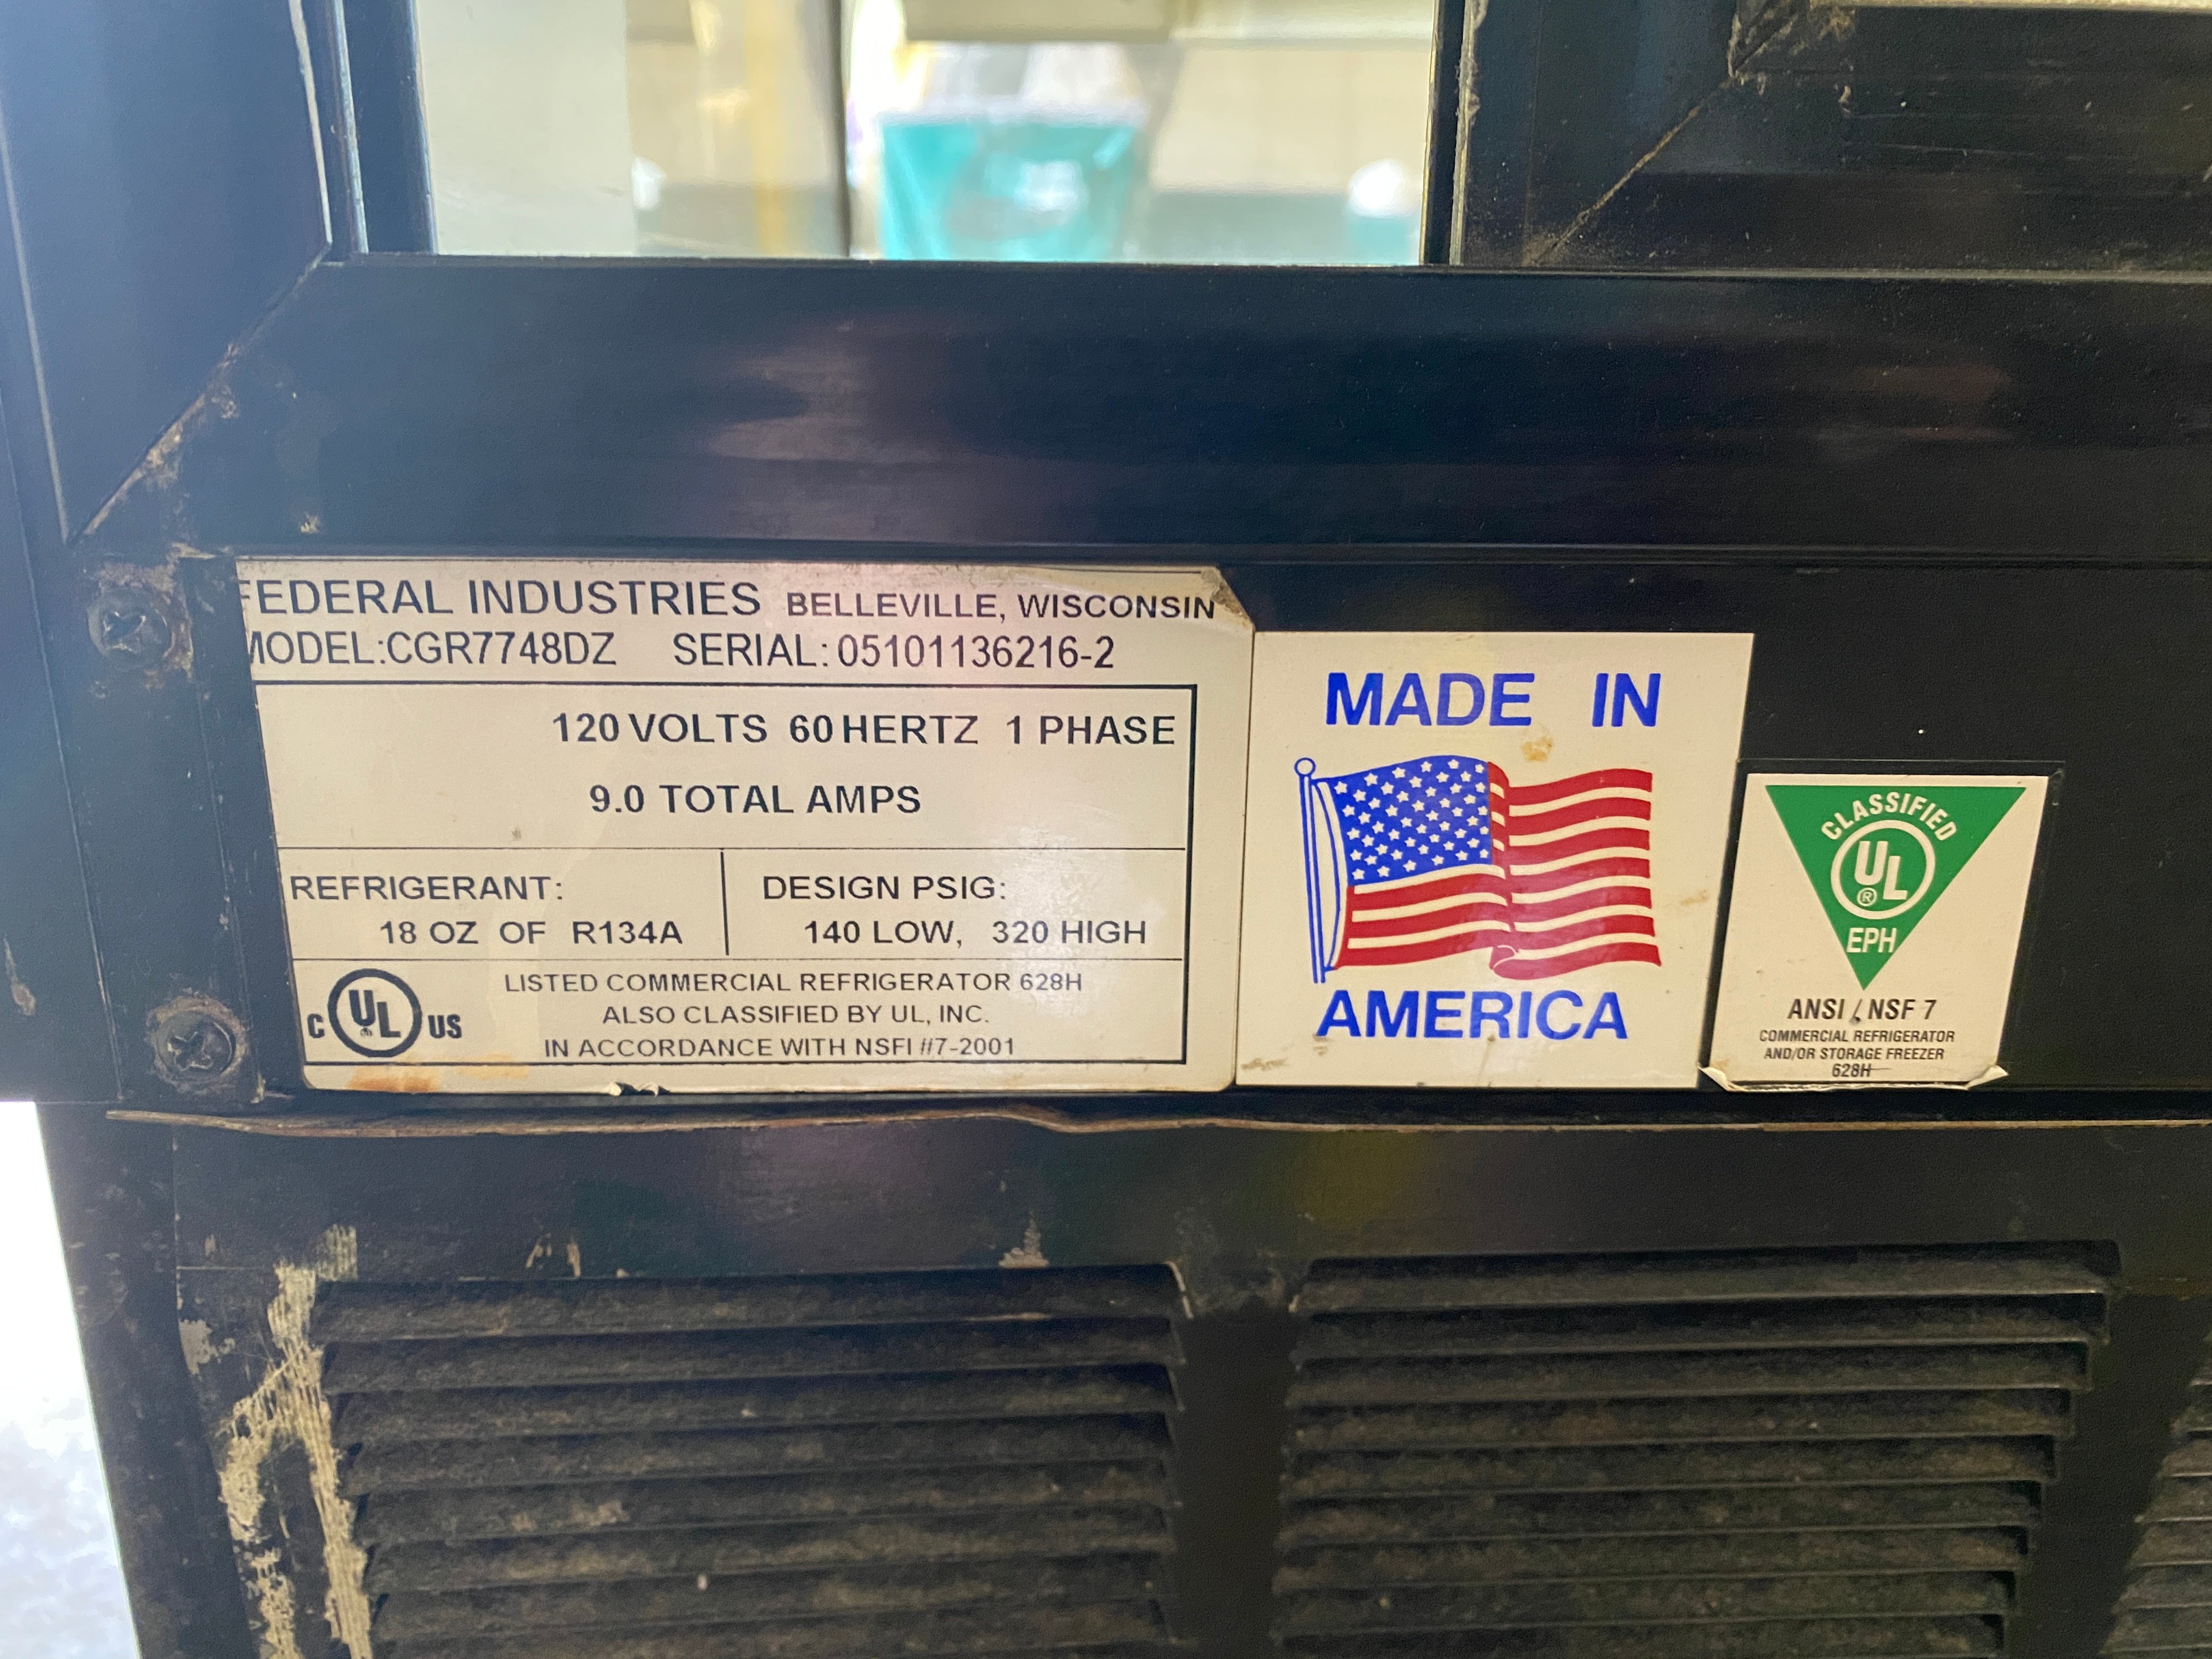 FEDERAL INDUSTRIES BELLEVILLE, WISCONSIN
MODEL:CGR7748DZ SERIAL:05101136216-2
120 VOLTS 60 HERTZ 1 PHASE
9.0 TOTAL AMPS
REFRIGERANT:
18 OZ OF R134A
DESIGN PSIG:
140 LOW, 320 HIGH
C UL US
LISTED COMMERCIAL REFRIGERATOR 628H
ALSO CLASSIFIED BY UL, INC.
IN ACCORDANCE WITH NSFI #7-2001
MADE IN
AMERICA
CLASSIFIED
UL
®
EPH
ANSI / NSF 7
COMMERCIAL REFRIGERATOR
AND/OR STORAGE FREEZER
628H